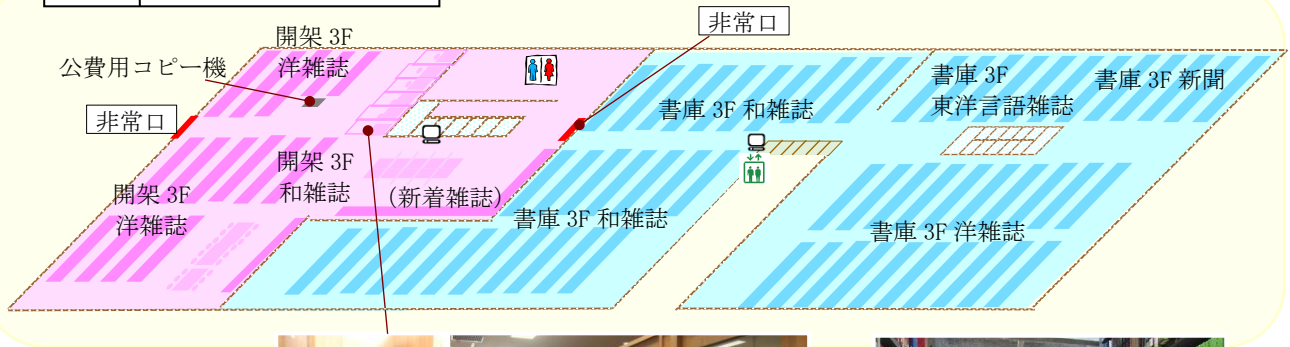 開架 3F
洋雑誌
公費用コピー機
非常口
非常口
書庫 3F 和雑誌
書庫 3F
東洋言語雑誌
書庫 3F 新聞
開架 3F
和雑誌
(新着雑誌)
開架 3F
洋雑誌
書庫 3F 和雑誌
書庫 3F 洋雑誌